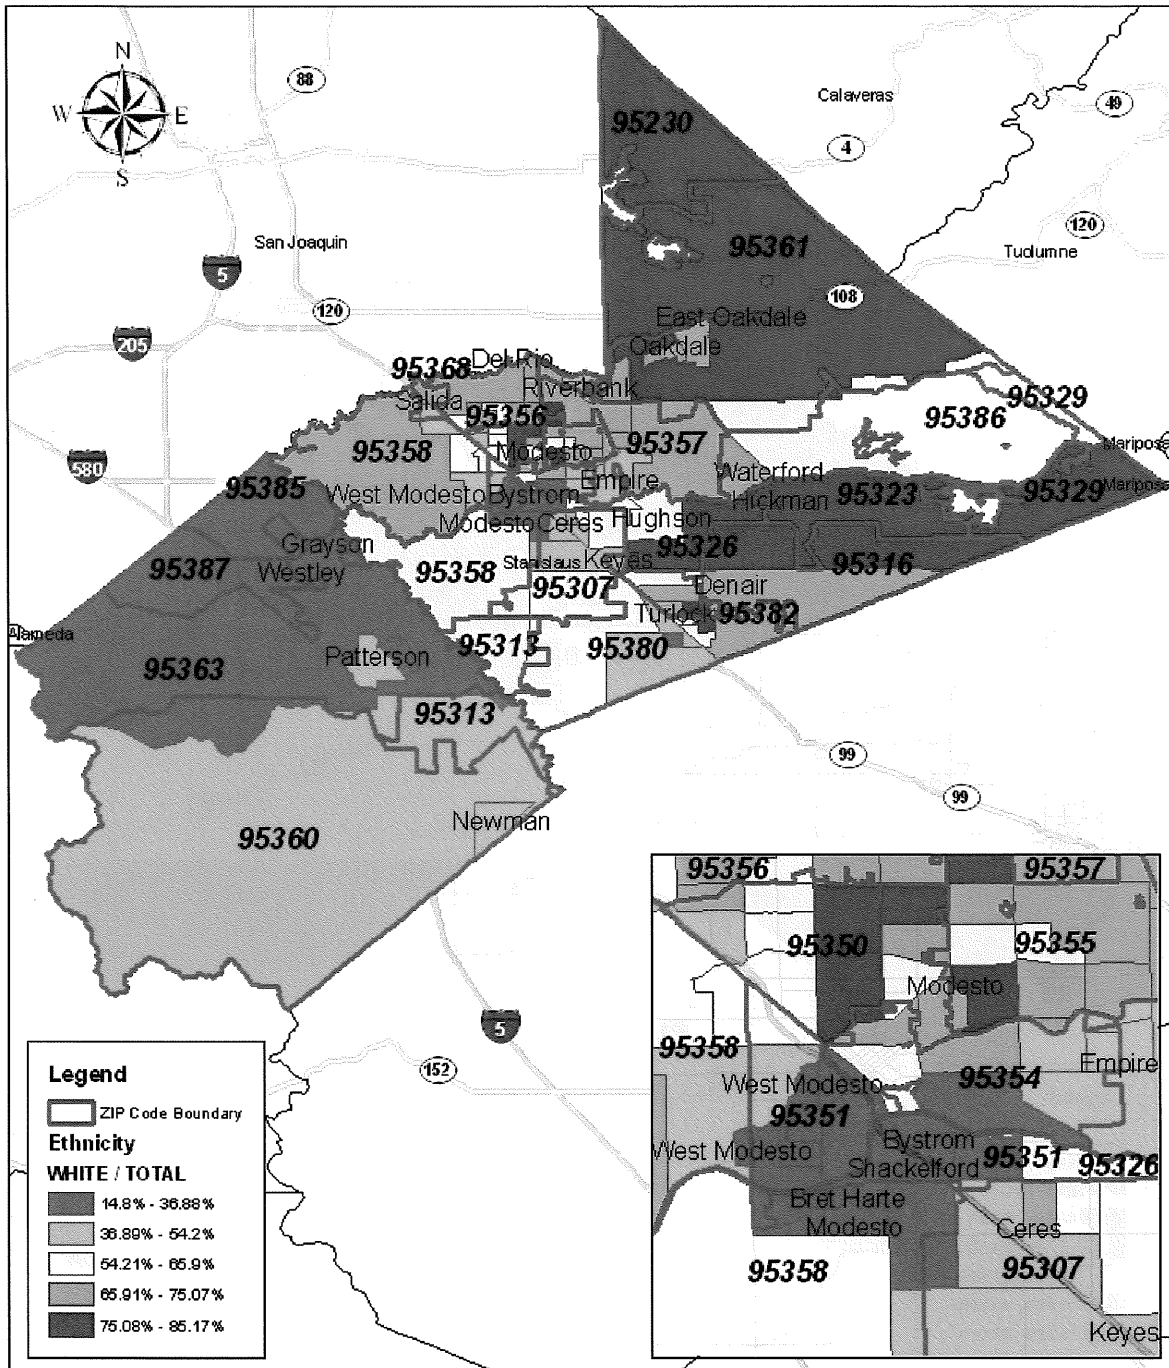 N
W E
S
88
Calaveras
49
4
95230
120
San Joaquin
95361
Tuolumne
5
108
120
205
East Oakdale
Oakdale
95368
Del Rio
Riverbank
95329
Salida
95356
95386
Mariposa
95358
Modesto
95357
580
Waterford
95385
Empire
95323
95329
Mariposa
West Modesto
Bystrom
Hickman
Modesto
Ceres
Hughson
Grayson
95326
95387
Westley
95358
Stanislaus
Keyes
95316
95307
Denair
Alameda
Turlock
95382
95313
95380
Patterson
95363
95313
99
99
Newman
95360
5
152
95356
95357
95350
95355
Modesto
95358
Empire
West Modesto
95354
95351
Bystrom
West Modesto
Shackelford
95351
95326
Bret Harte
Modesto
Ceres
95358
95307
Keyes
Legend
ZIP Code Boundary
Ethnicity
WHITE / TOTAL
14.8% - 36.88%
36.89% - 54.2%
54.21% - 65.9%
65.91% - 75.07%
75.08% - 85.17%